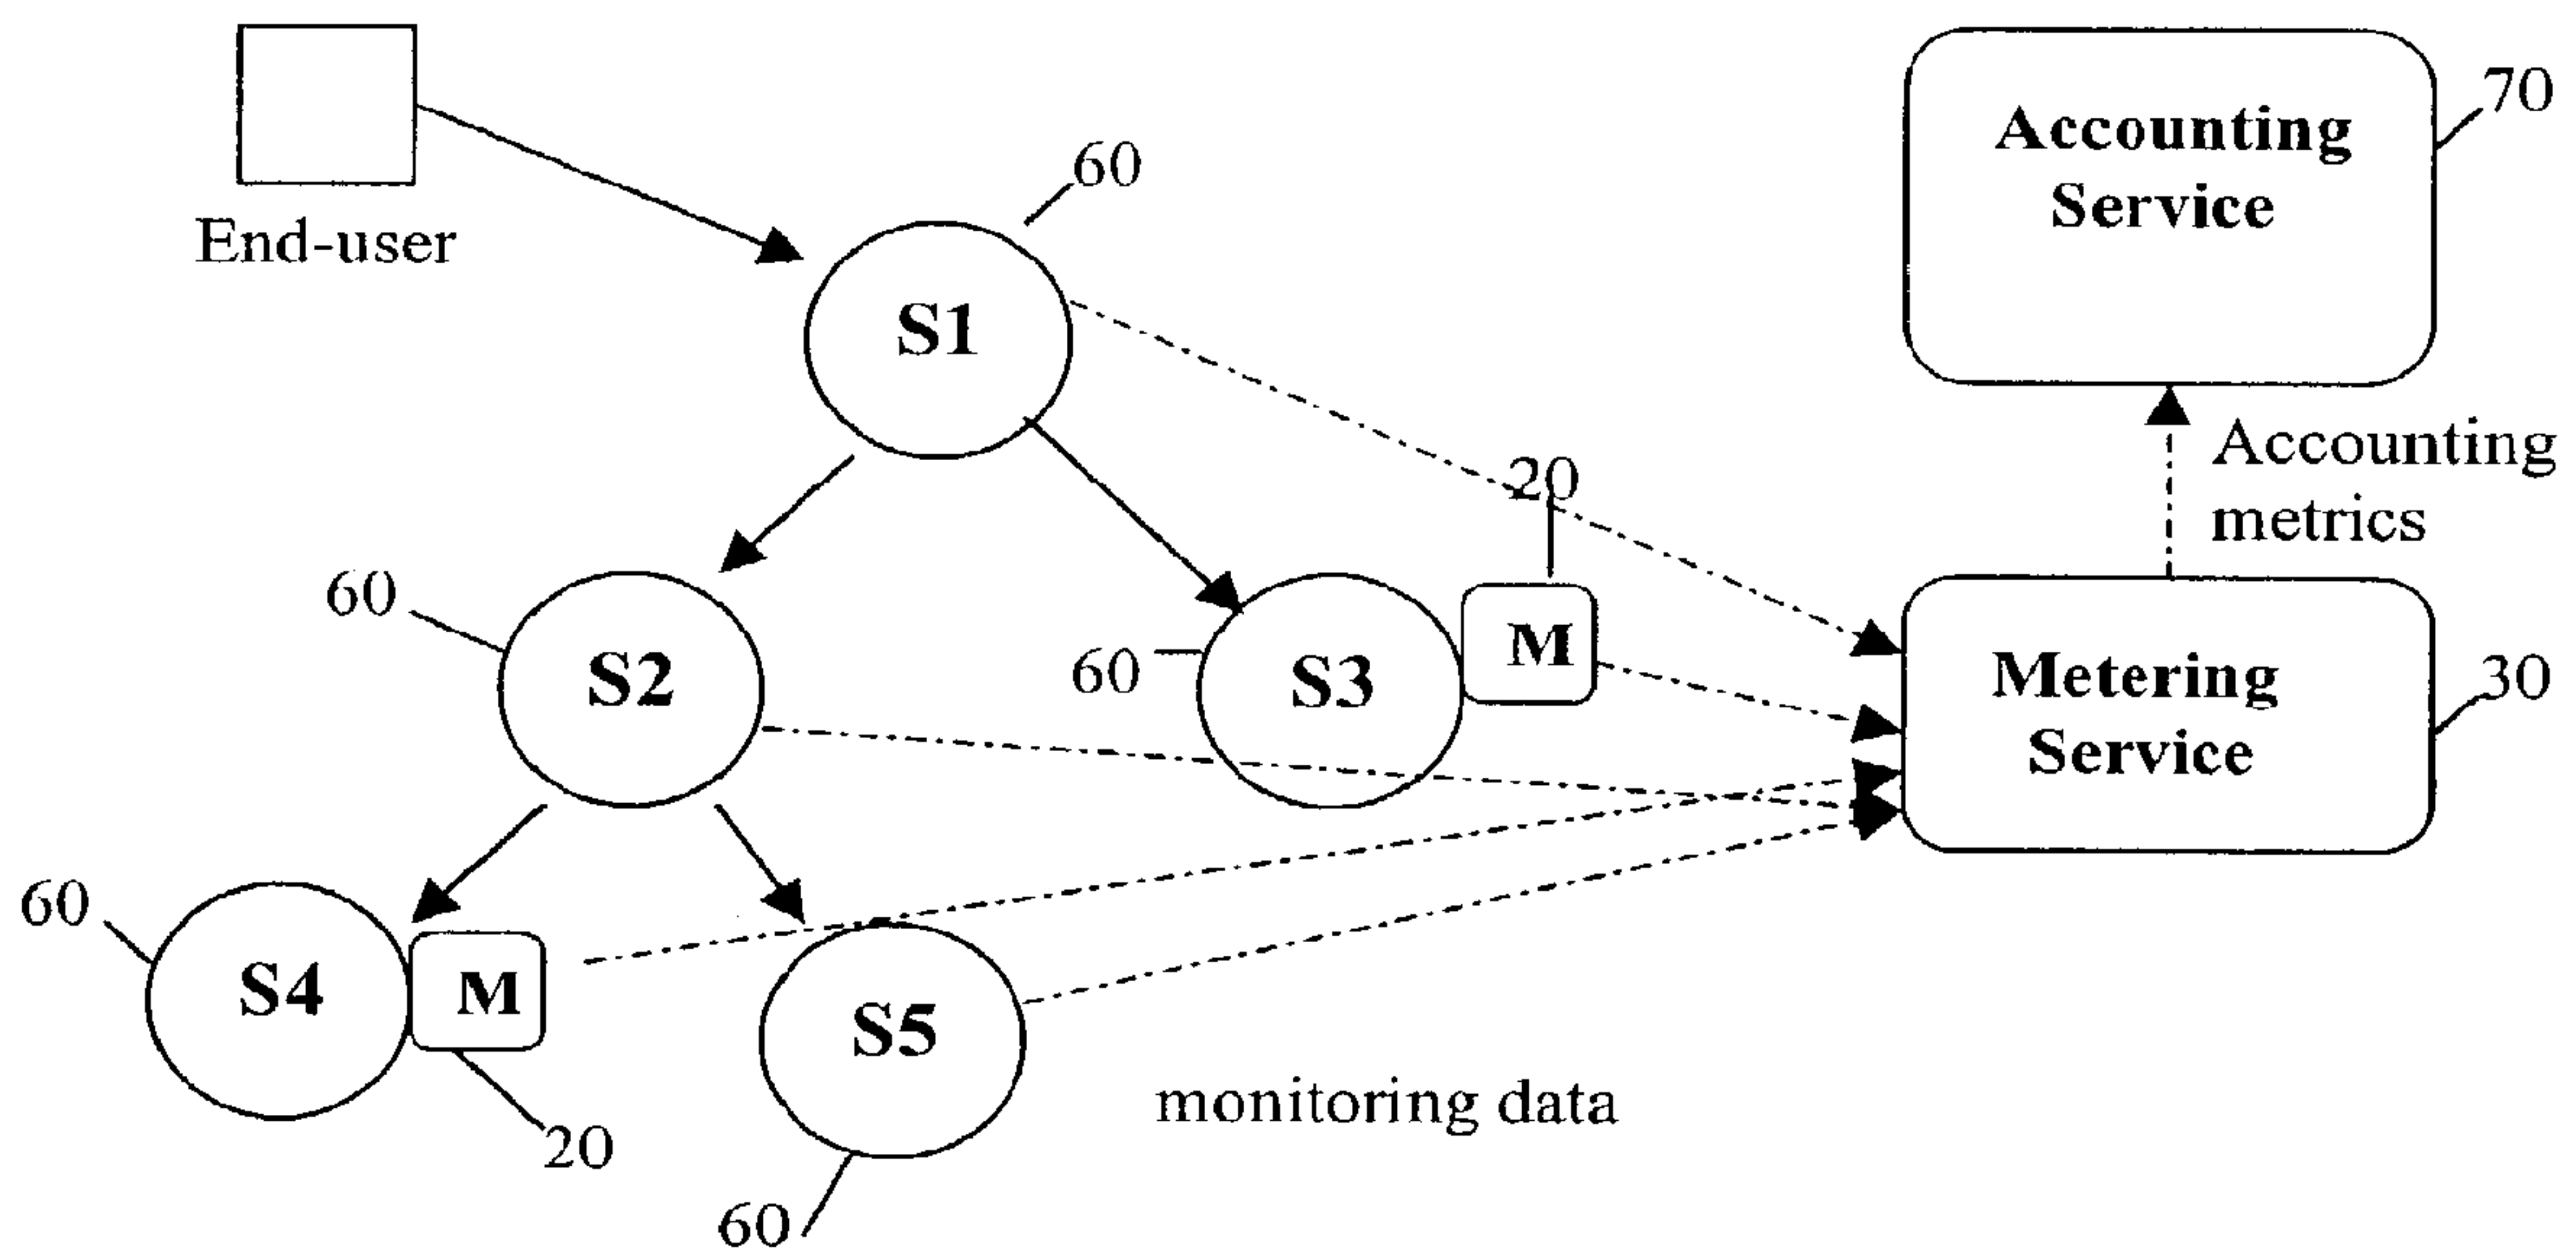 Accounting
Service
70
60
End-user
S1
Accounting
metrics
20
60
S2
60
S3
M
Metering
Service
30
60
S4
M
S5
monitoring data
20
60